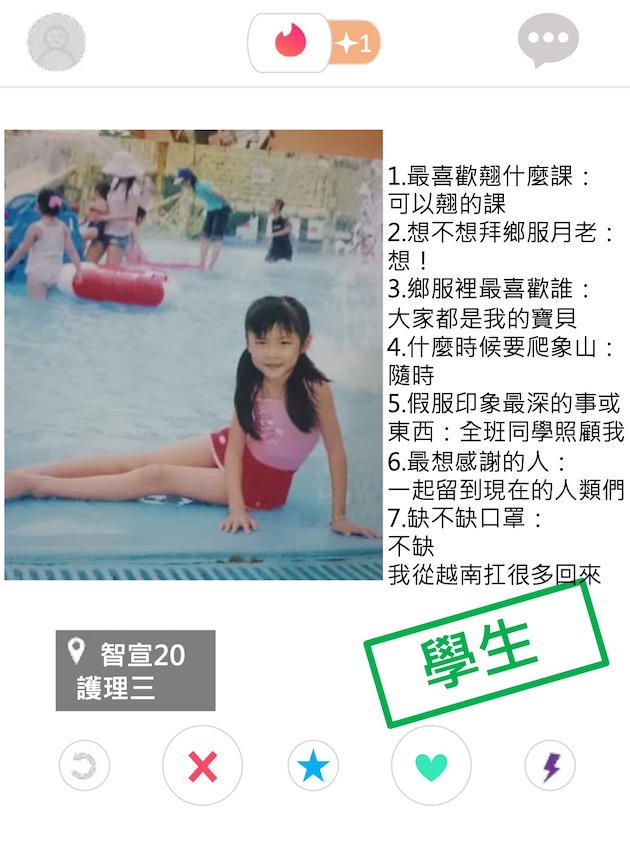 1
1.最喜歡翹什麼課：
可以翹的課
2.想不想拜鄉服月老：
想！
3.鄉服裡最喜歡誰：
大家都是我的寶貝
4.什麼時候要爬象山：
隨時
5.假服印象最深的事或
東西：全班同學照顧我
6.最想感謝的人：
一起留到現在的人類們
7.缺不缺口罩：
不缺
我從越南扛很多回來
智宣20
護理三
學生